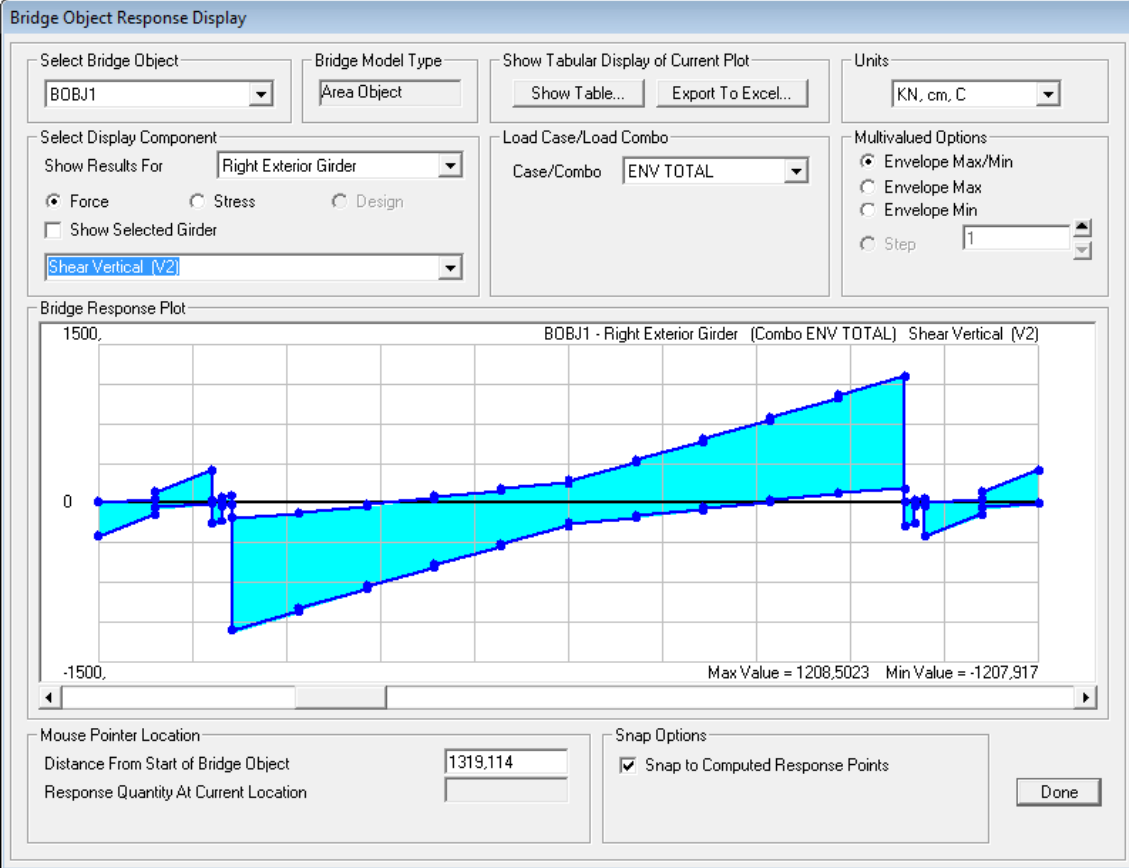 Bridge Object Response Display
Select Bridge Object
BOBJ1
Bridge Model Type
Area Object
Show Tabular Display of Current Plot
Show Table...
Export To Excel...
Units
KN, cm, C
Select Display Component
Show Results For
Right Exterior Girder
Force
Stress
Design
Show Selected Girder
Shear Vertical (V2)
Load Case/Load Combo
Case/Combo
ENV TOTAL
Multivalued Options
Envelope Max/Min
Envelope Max
Envelope Min
Step
1
Bridge Response Plot
1500,
BOBJ1 - Right Exterior Girder (Combo ENV TOTAL) Shear Vertical (V2)
0
-1500,
Max Value = 1208,5023 Min Value = -1207,917
Mouse Pointer Location
Distance From Start of Bridge Object
1319,114
Response Quantity At Current Location
Snap Options
Snap to Computed Response Points
Done